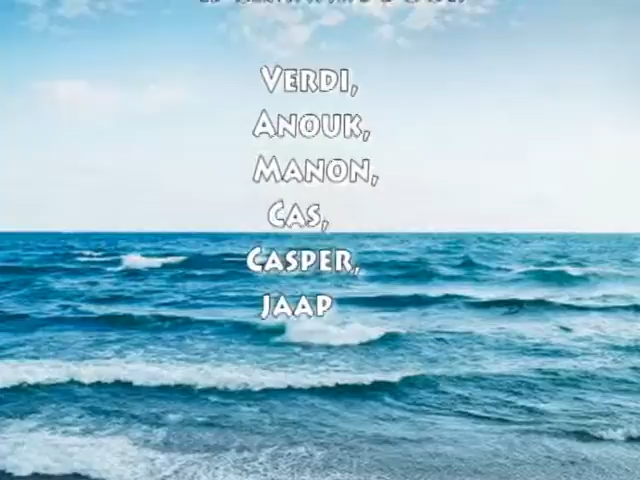 Verdi,
Anouk,
Manon,
Cas,
Casper,
Jaap